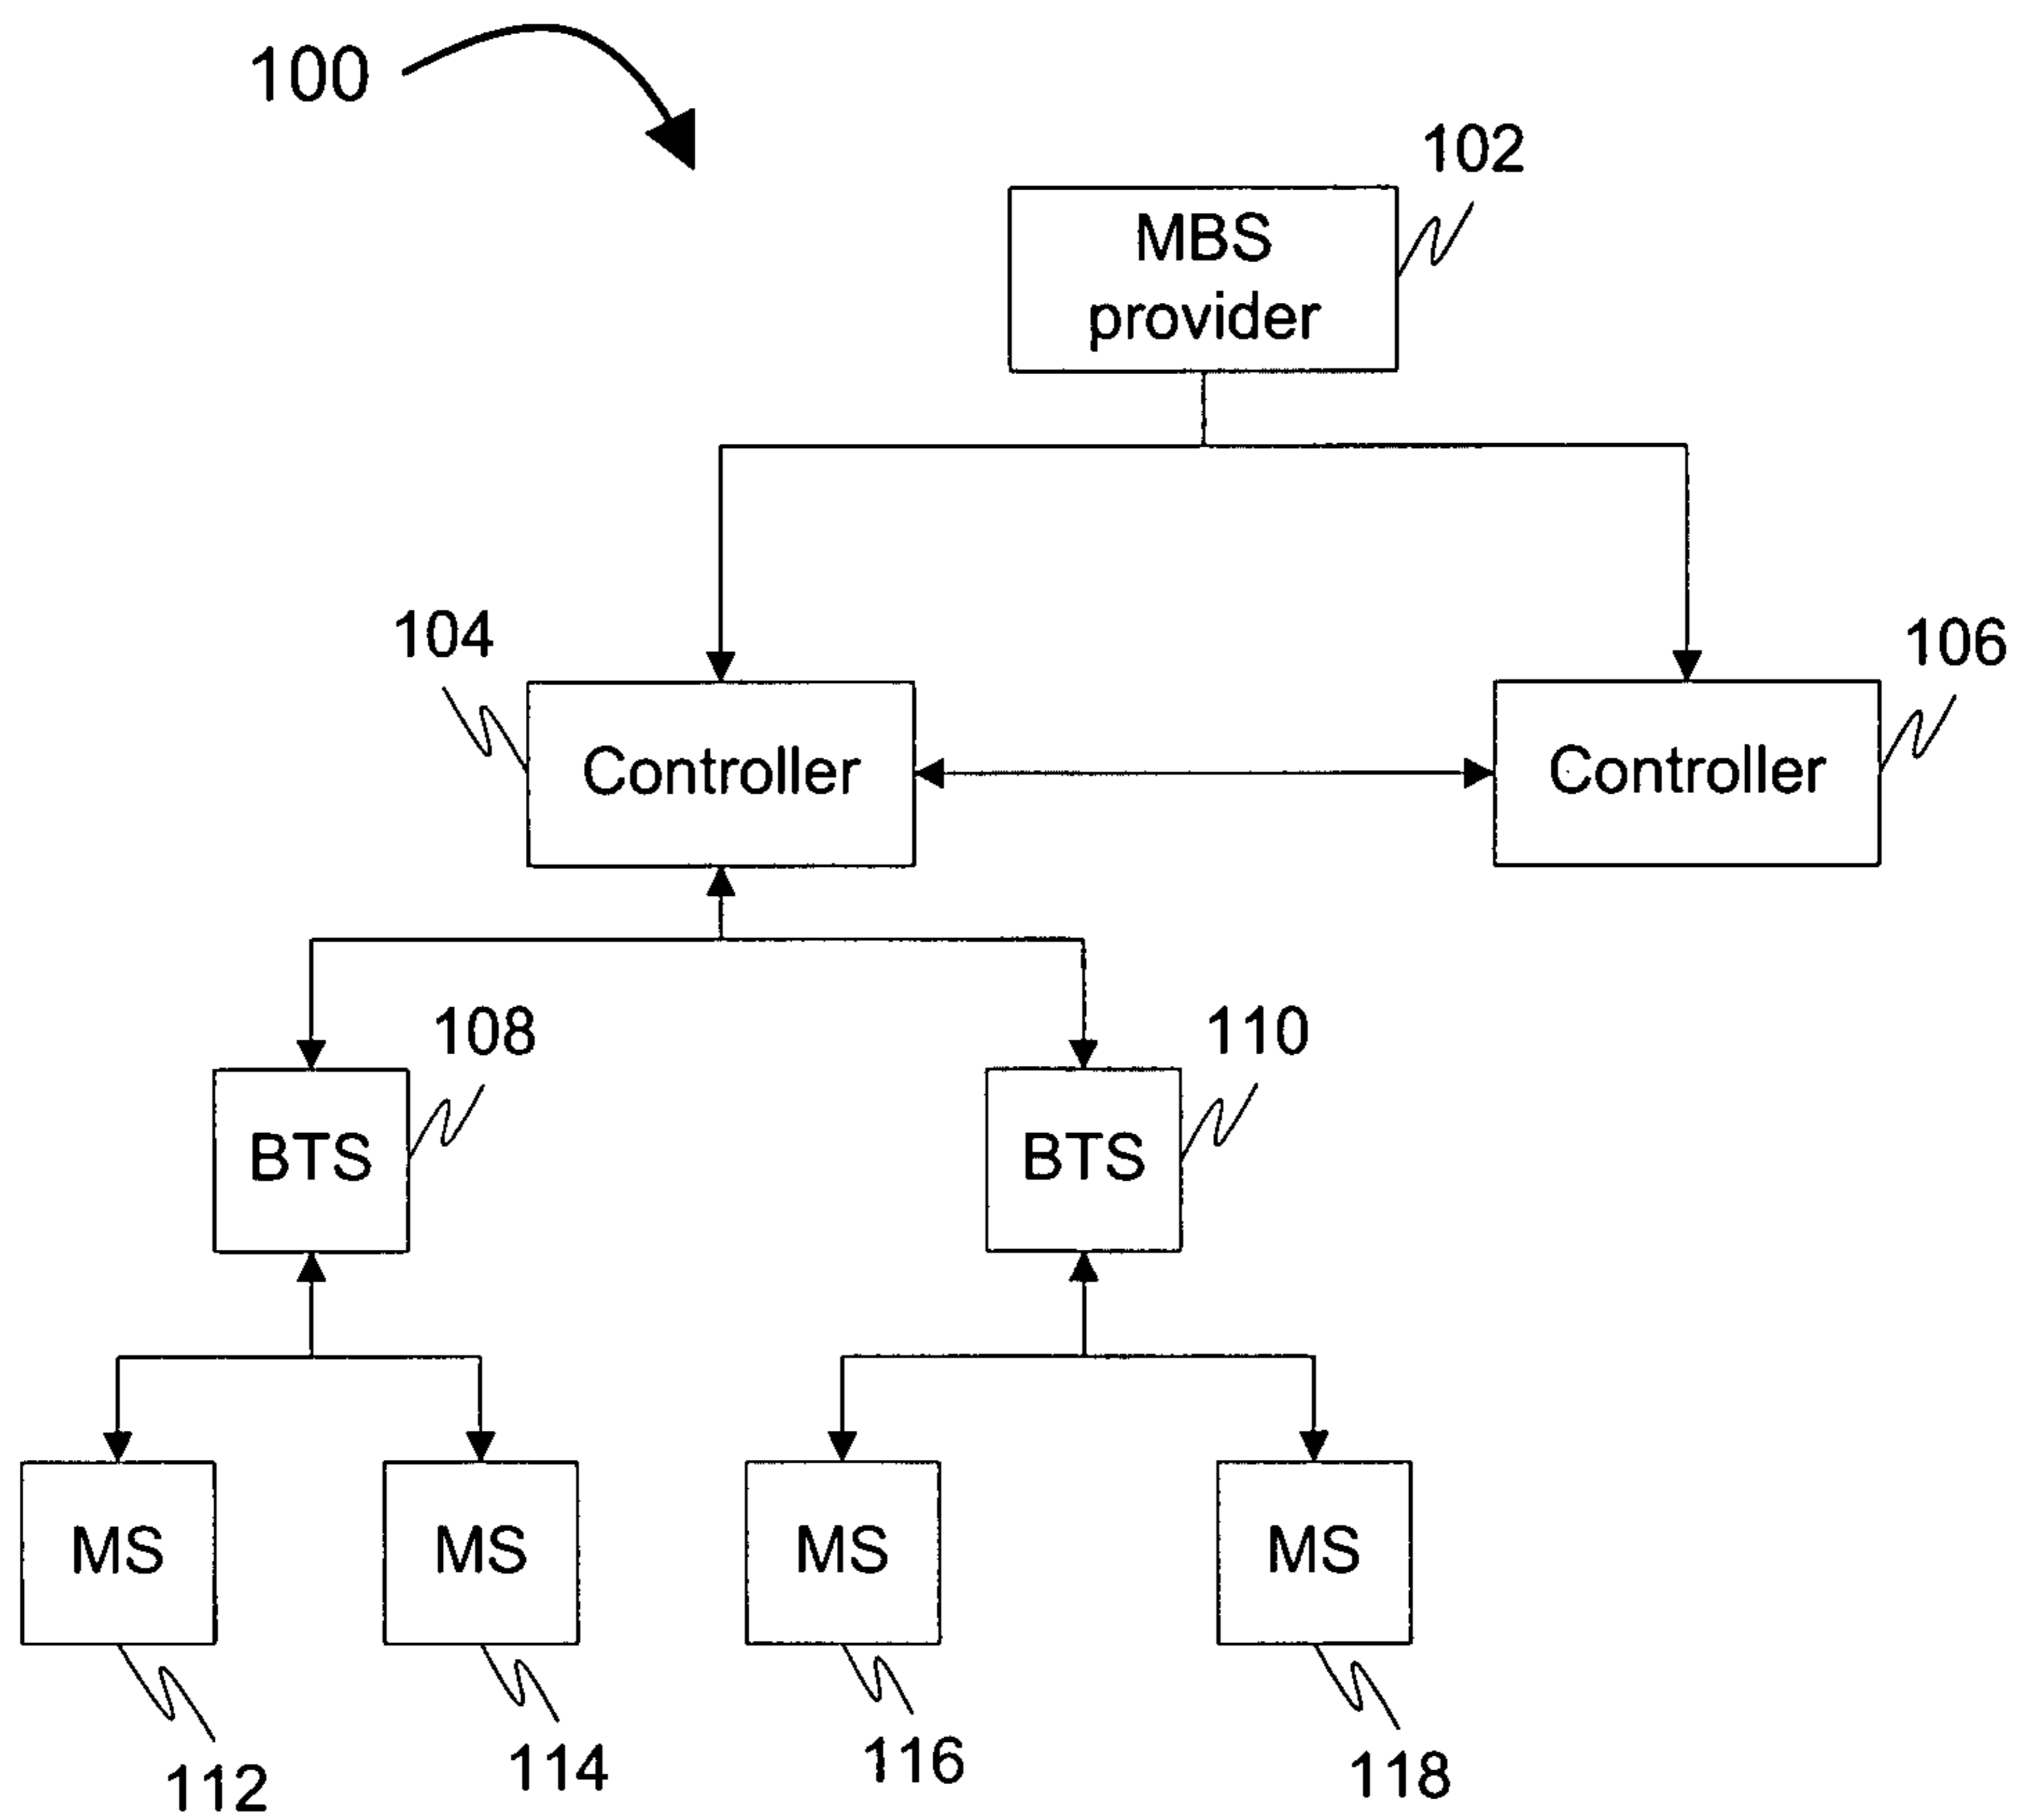 100
102
MBS
provider
104
106
Controller
Controller
108
110
BTS
BTS
MS
MS
MS
MS
112
114
116
118